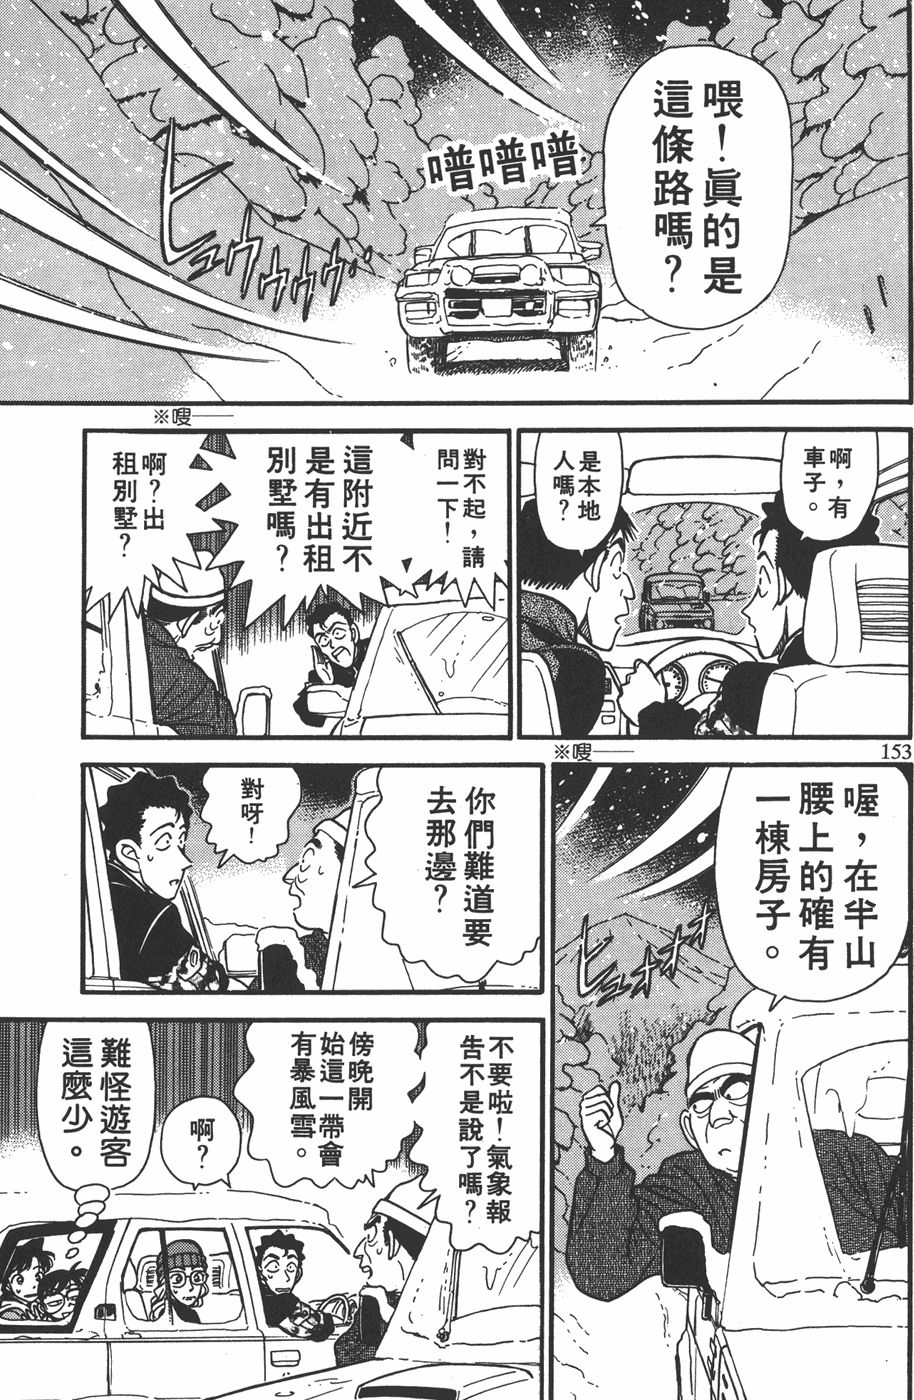 喂！眞的是
這條路嗎？
噌噌噌
ヒュウウウウ
※嗖——
啊，有
車子。
是本地
人嗎？
對不起，請
問一下！
這附近不
是有出租
別墅嗎？
啊？出
租別墅？
※嗖——
153
喔，在半山
腰上的確有
一棟房子。
ヒュオオオ
你們難道要
去那邊？
對呀！
不要啦！氣象報
告不是說了嗎？
傍晚開
始這一帶會
有暴風雪。
啊？
難怪遊客
這麼少。